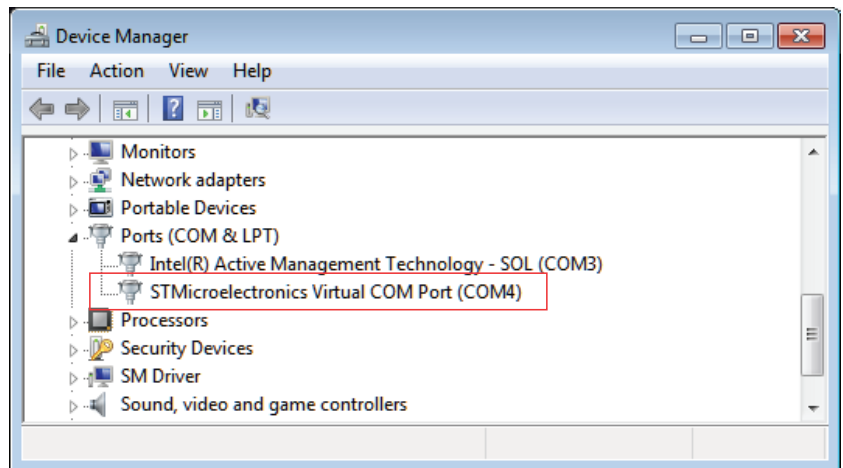 Device Manager
File Action View Help
Monitors
Network adapters
Portable Devices
Ports (COM & LPT)
Intel(R) Active Management Technology - SOL (COM3)
STMicroelectronics Virtual COM Port (COM4)
Processors
Security Devices
SM Driver
Sound, video and game controllers